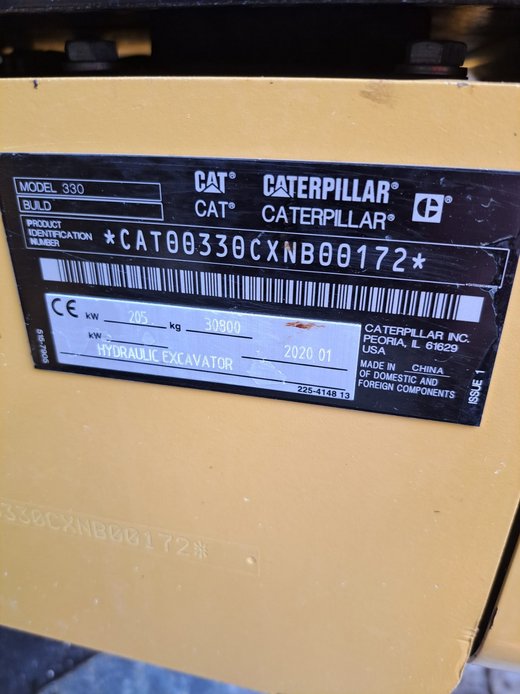 MODEL 330
BUILD
CAT® CATERPILLAR® C
CAT® CATERPILLAR®
PRODUCT
IDENTIFICATION
NUMBER
*CAT00330CXNB00172*
CE kW 205 kg 30800
kW 2020 01
HYDRAULIC EXCAVATOR
225-4148 13
CATERPILLAR INC.
PEORIA, IL 61629
USA
MADE IN CHINA
OF DOMESTIC AND
FOREIGN COMPONENTS
ISSUE 1
330CXNB00172*